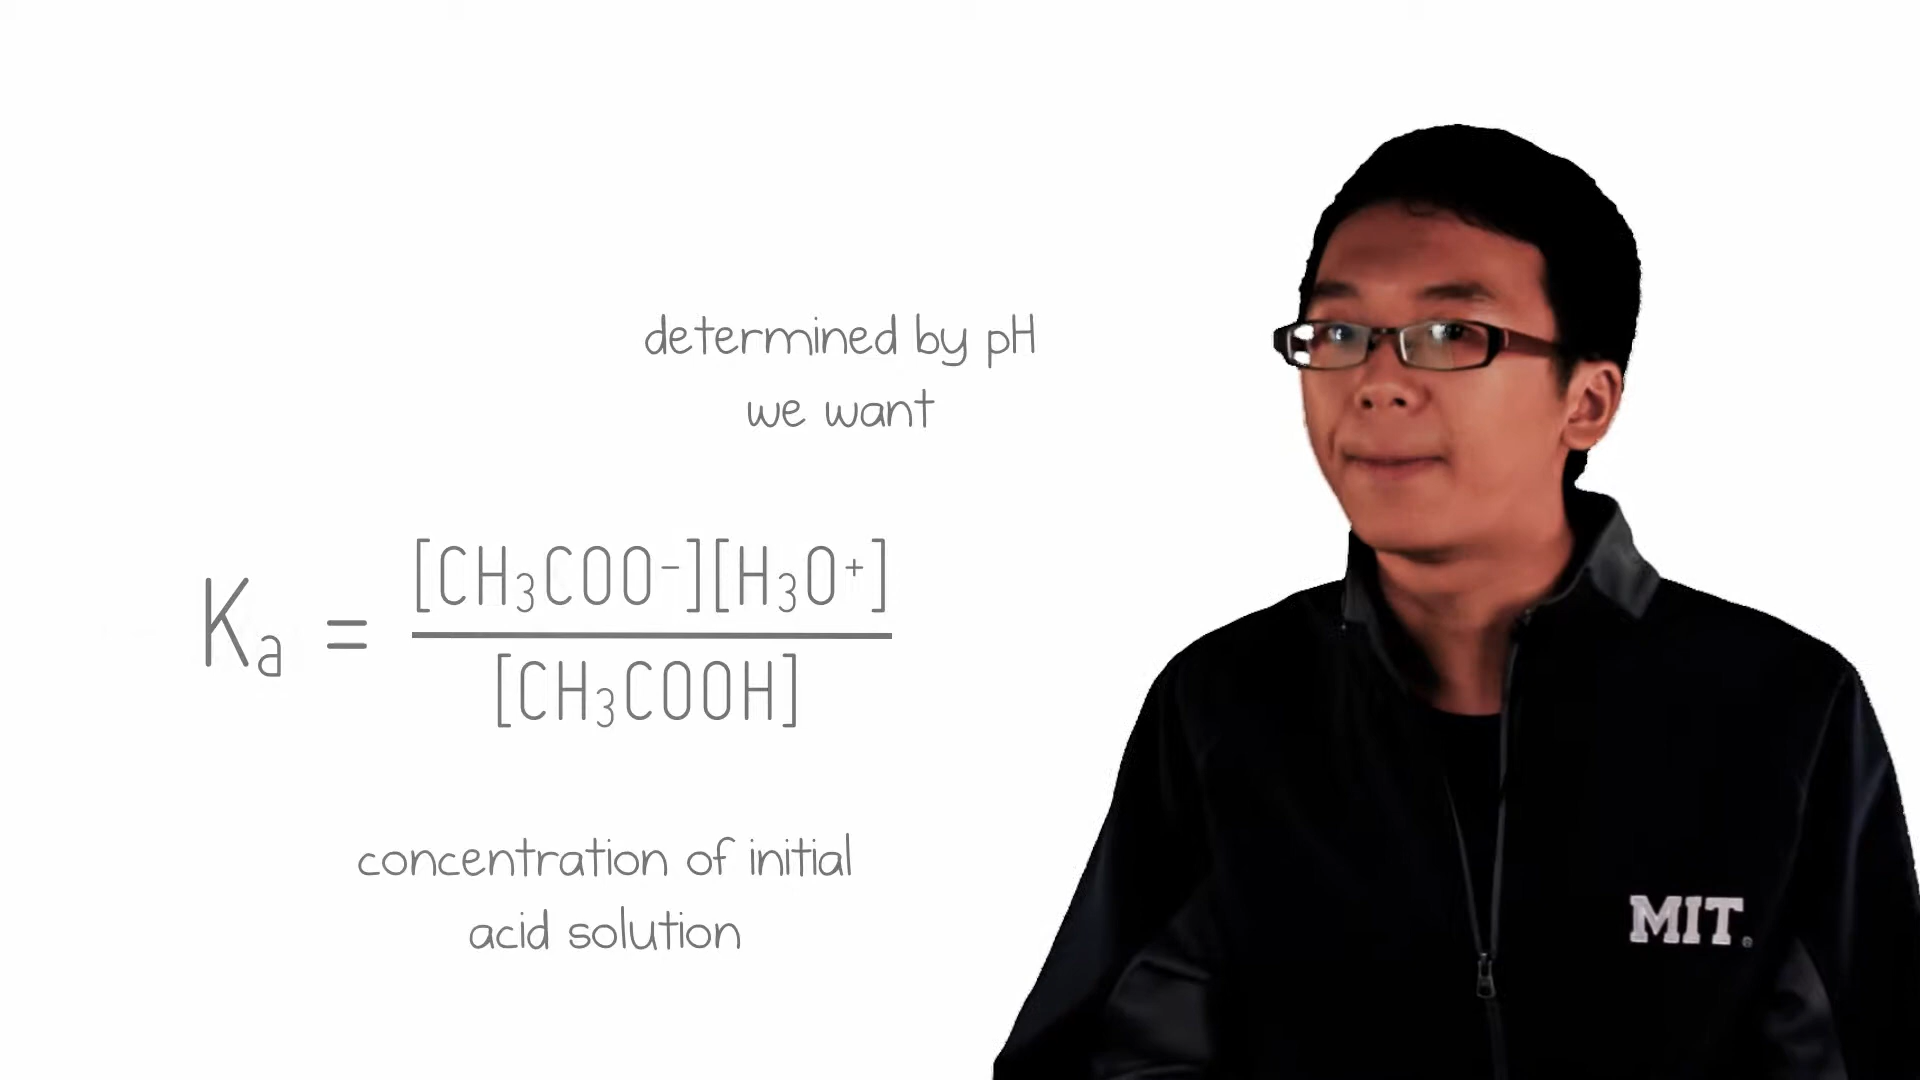 determined by pH
we want
Kₐ = [CH₃COO⁻][H₃O⁺] / [CH₃COOH]
concentration of initial
acid solution
MIT